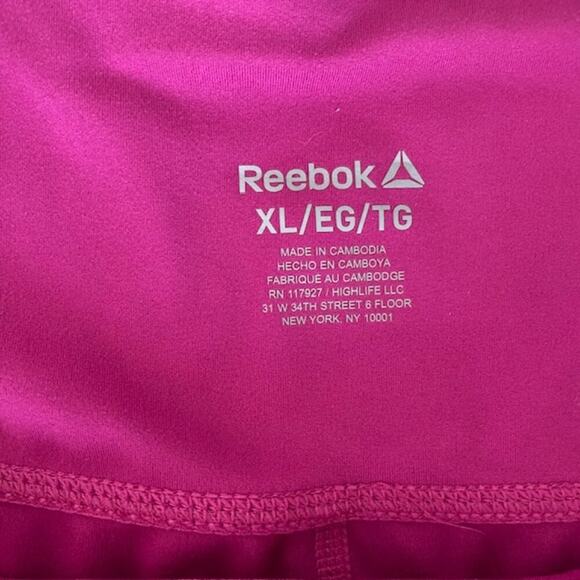 Reebok
XL/EG/TG
MADE IN CAMBODIA
HECHO EN CAMBOYA
FABRIQUÉ AU CAMBODGE
RN 117927 / HIGHLIFE LLC
31 W 34TH STREET 6 FLOOR
NEW YORK, NY 10001